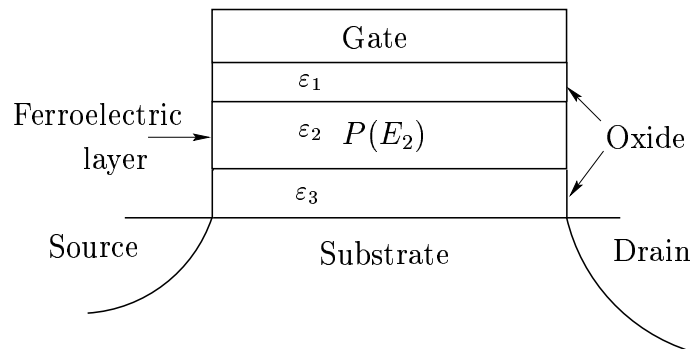 Gate
ε₁
Ferroelectric
layer
ε₂ P(E₂)
Oxide
ε₃
Source
Substrate
Drain